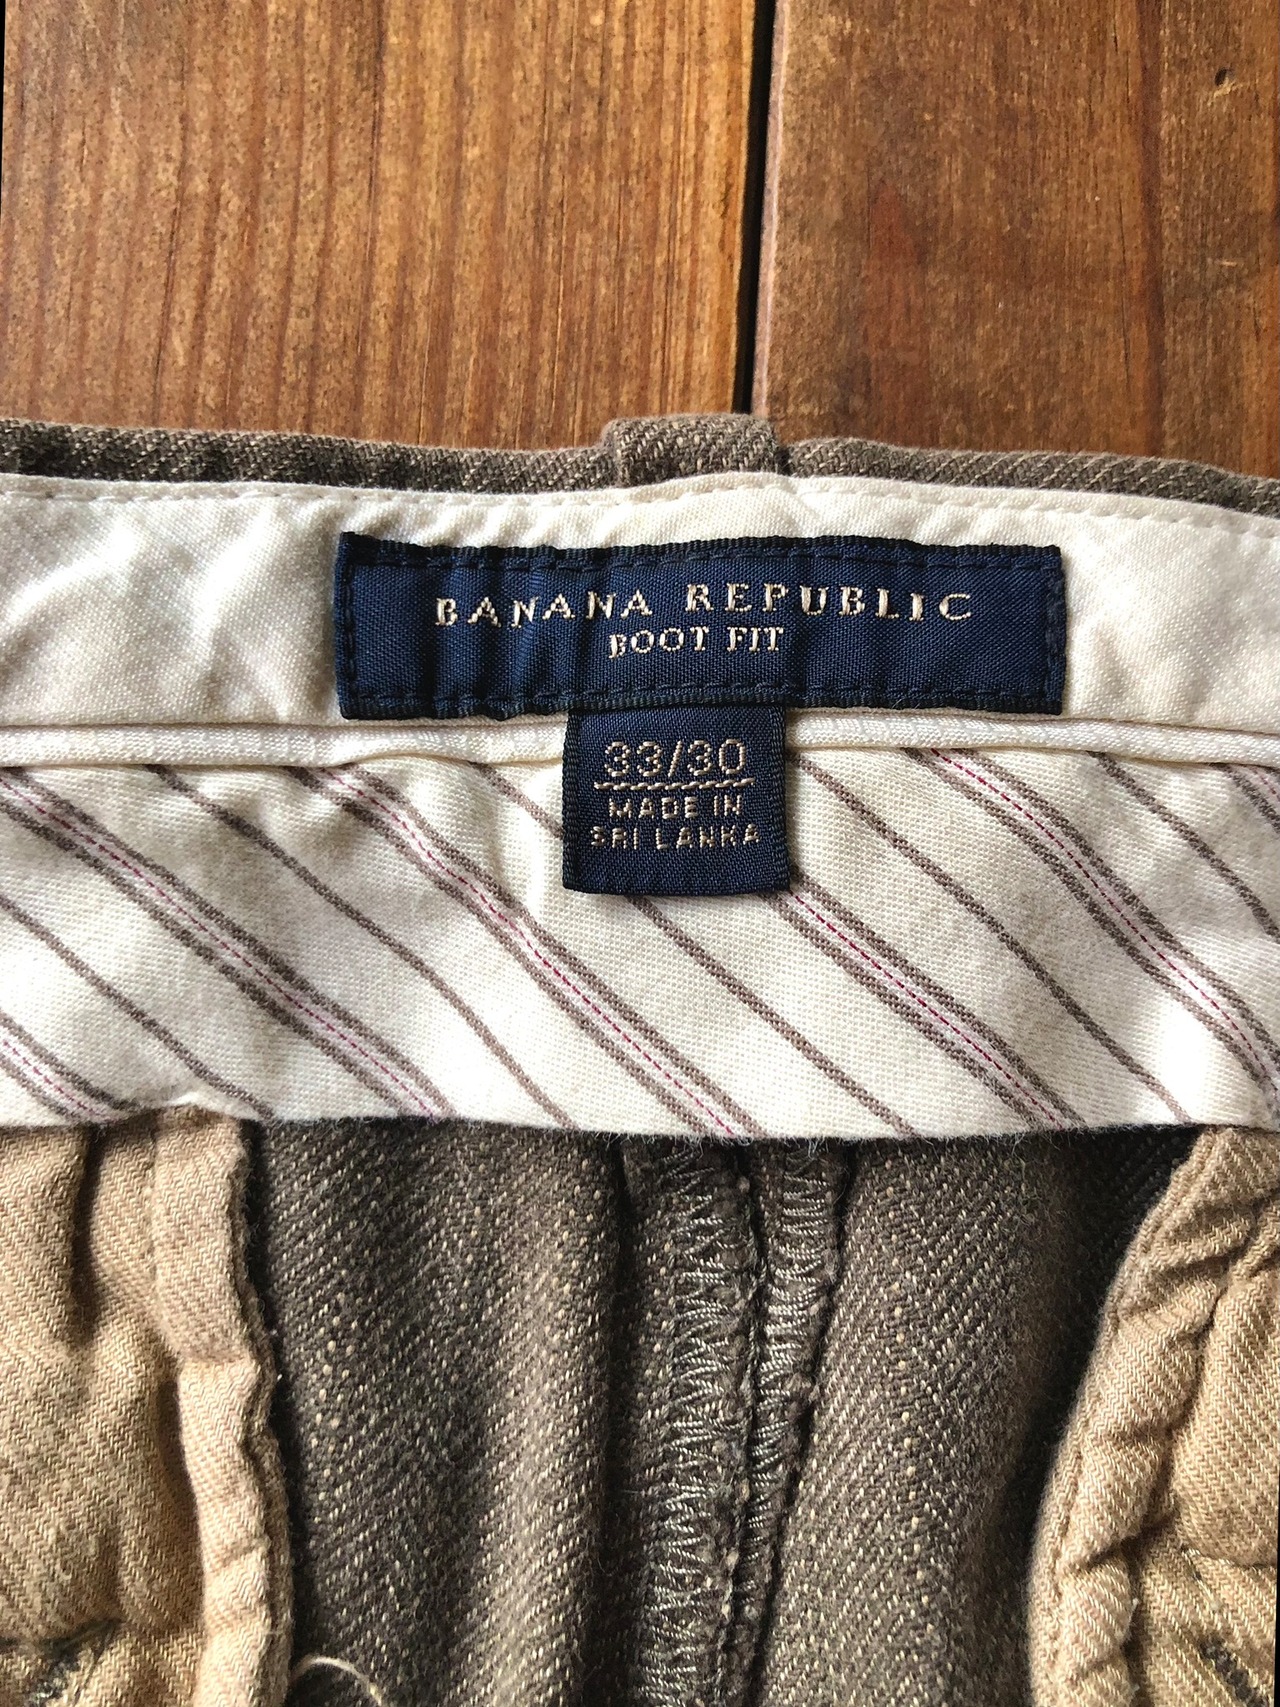 BANANA REPUBLIC
BOOT FIT
33/30
MADE IN
SRI LANKA